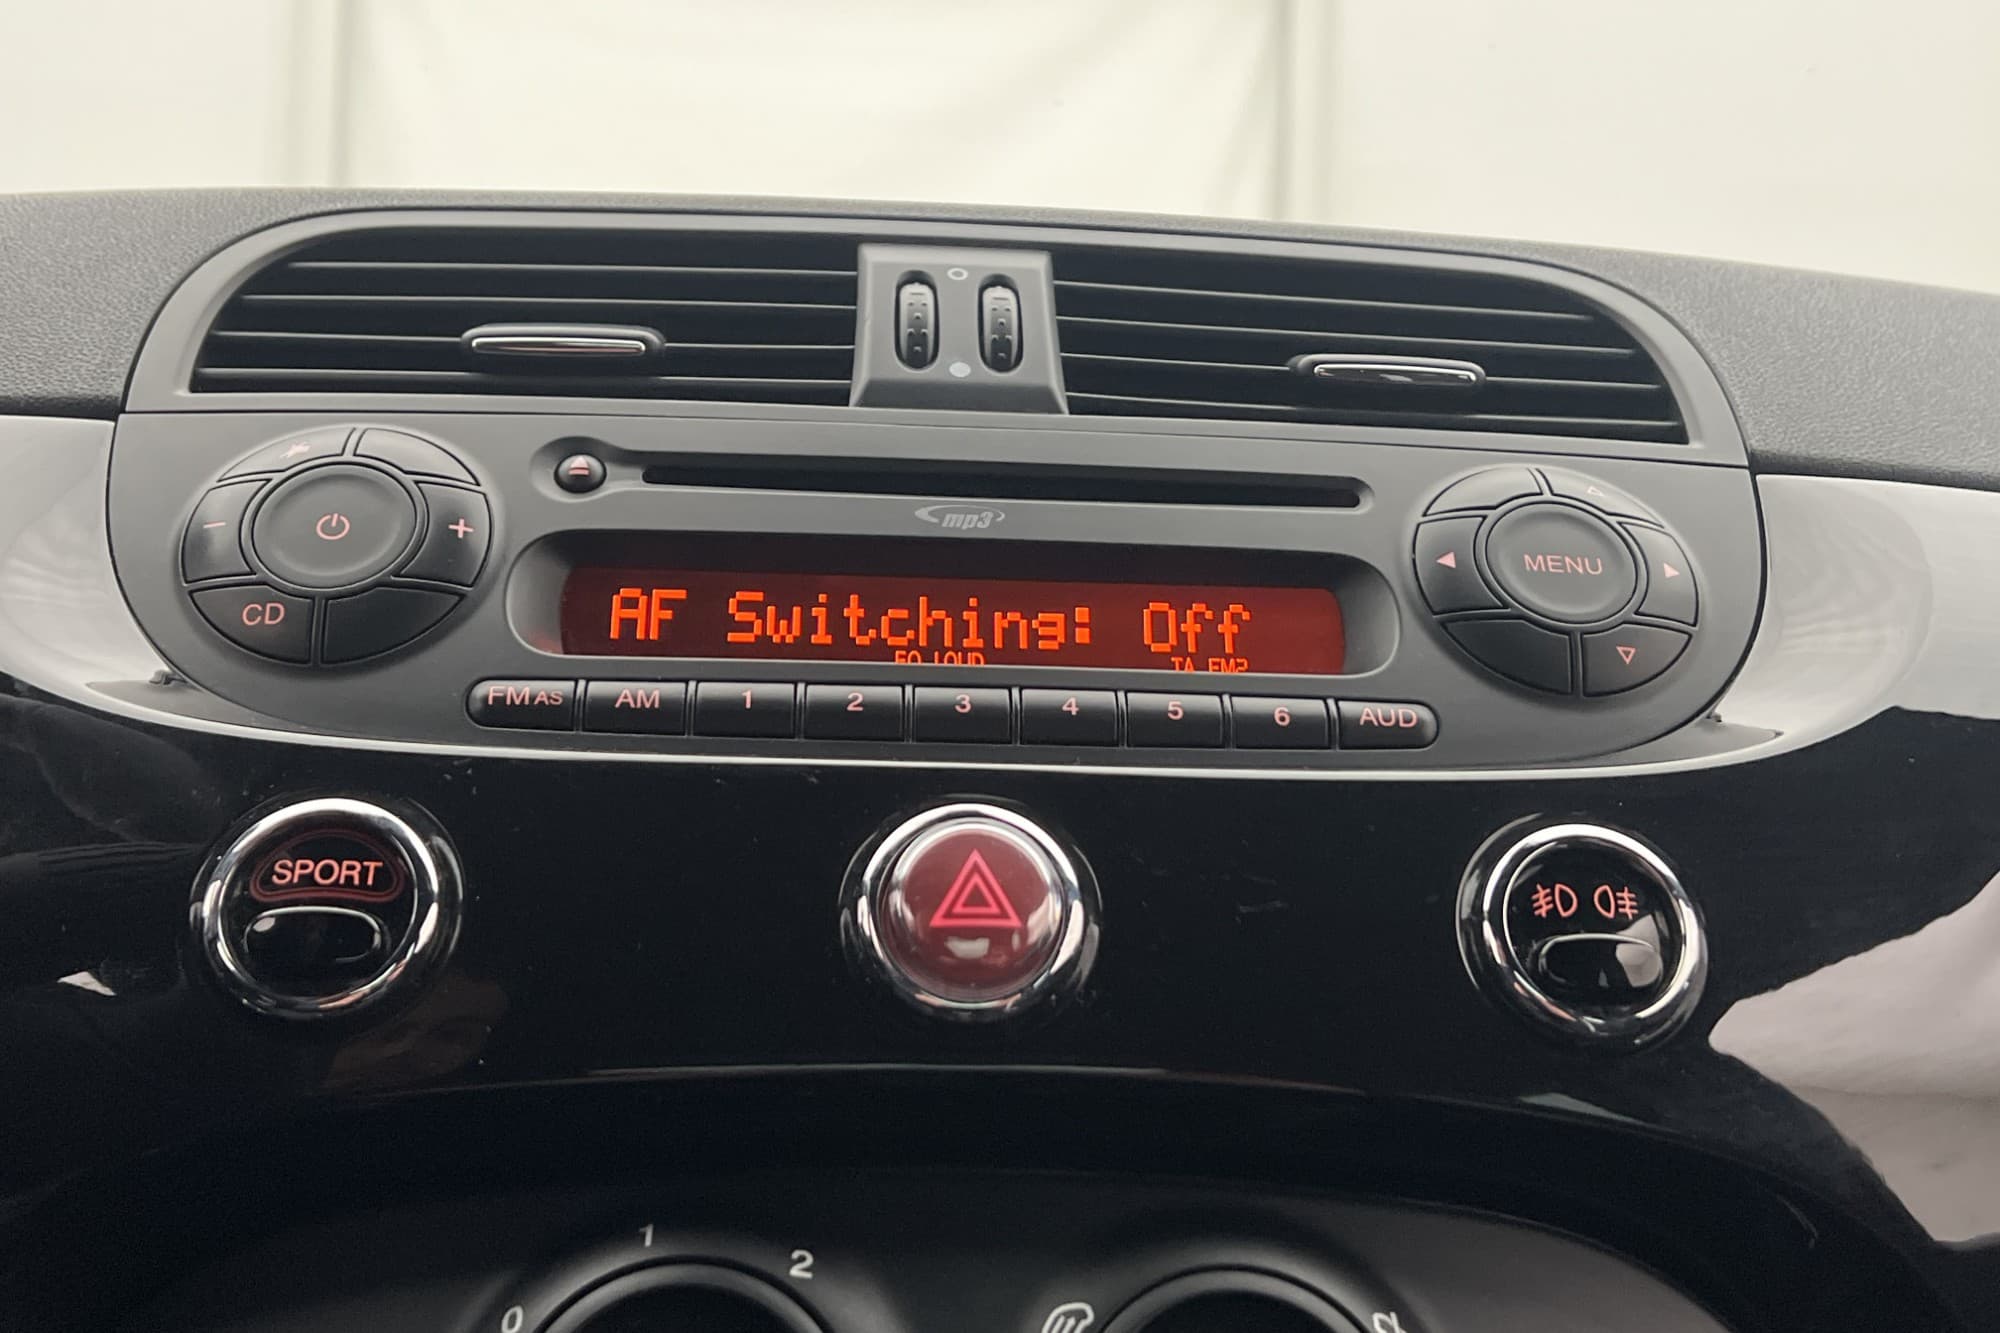 mp3
CD
MENU
AF Switching: Off
EQ LOUD TA FM2
FM AS AM 1 2 3 4 5 6 AUD
SPORT
0 1 2